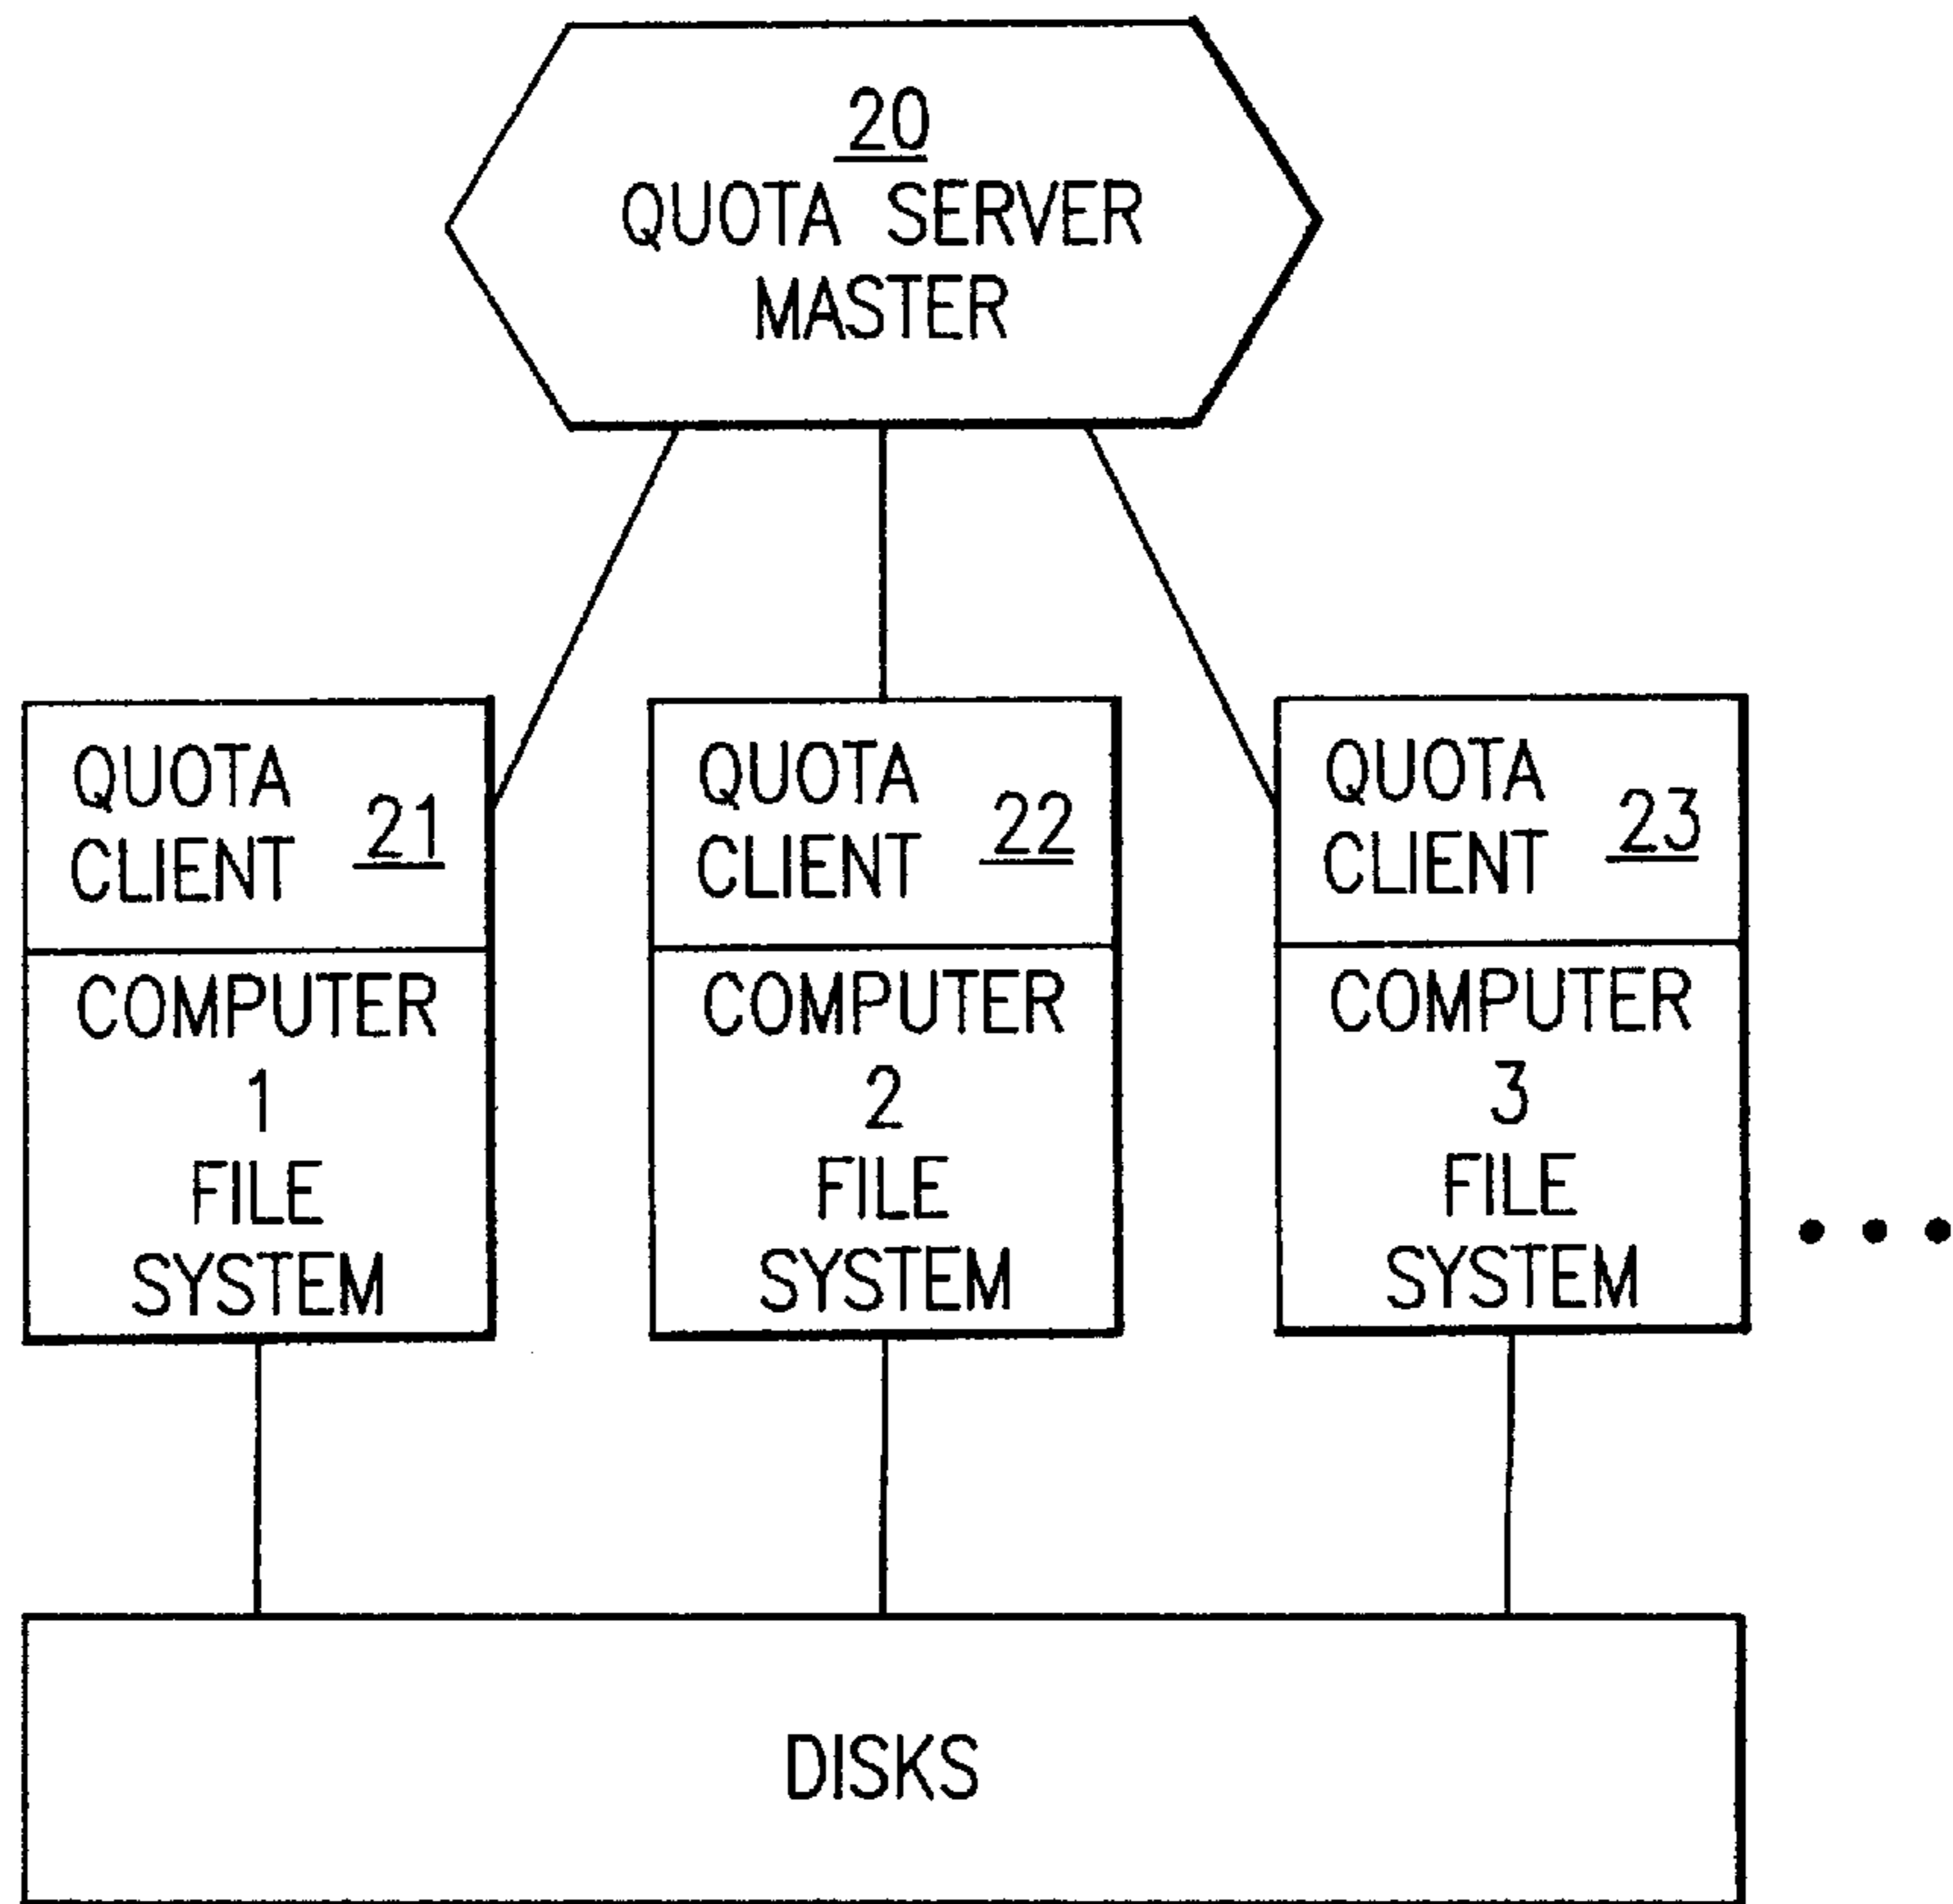 20
QUOTA SERVER
MASTER
QUOTA
CLIENT 21
COMPUTER
1
FILE
SYSTEM
QUOTA
CLIENT 22
COMPUTER
2
FILE
SYSTEM
QUOTA
CLIENT 23
COMPUTER
3
FILE
SYSTEM
DISKS